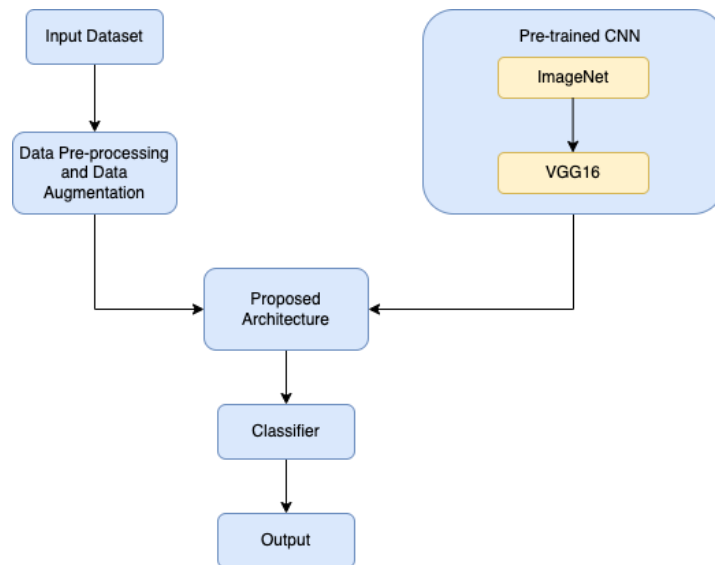 Input Dataset
Pre-trained CNN
ImageNet
Data Pre-processing
and Data
Augmentation
VGG16
Proposed
Architecture
Classifier
Output